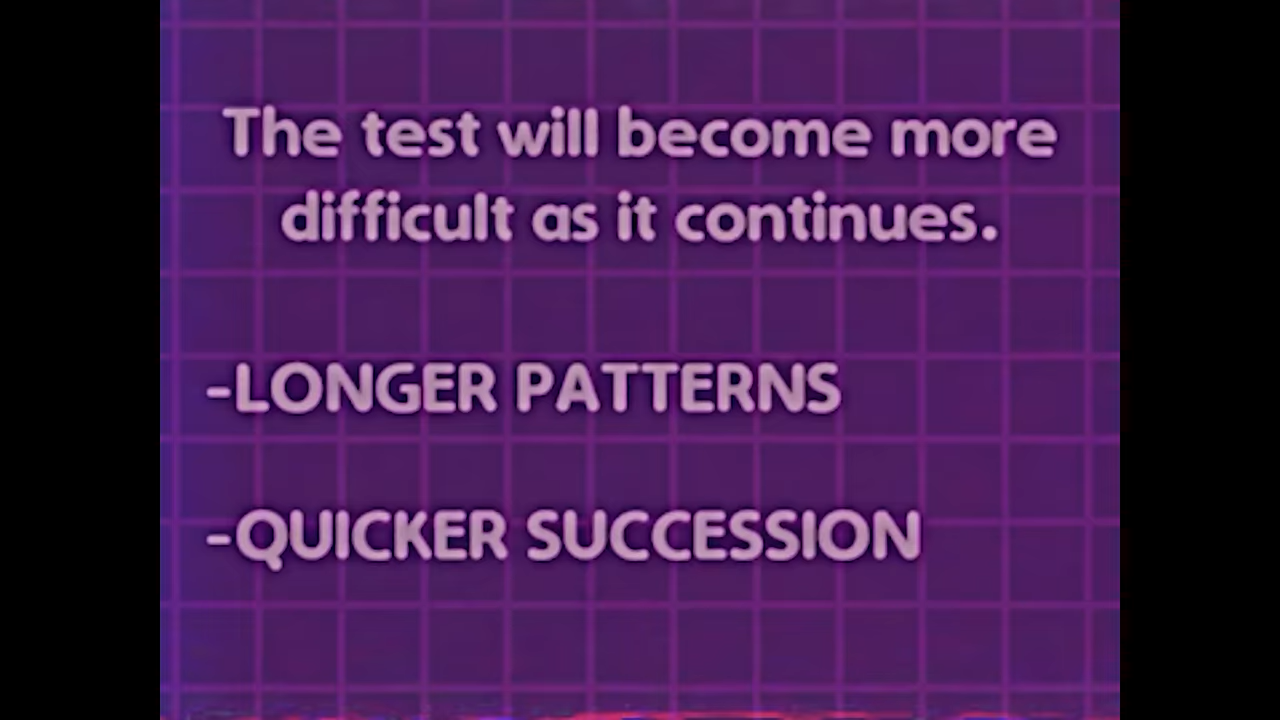 The test will become more
difficult as it continues.
-LONGER PATTERNS
-QUICKER SUCCESSION